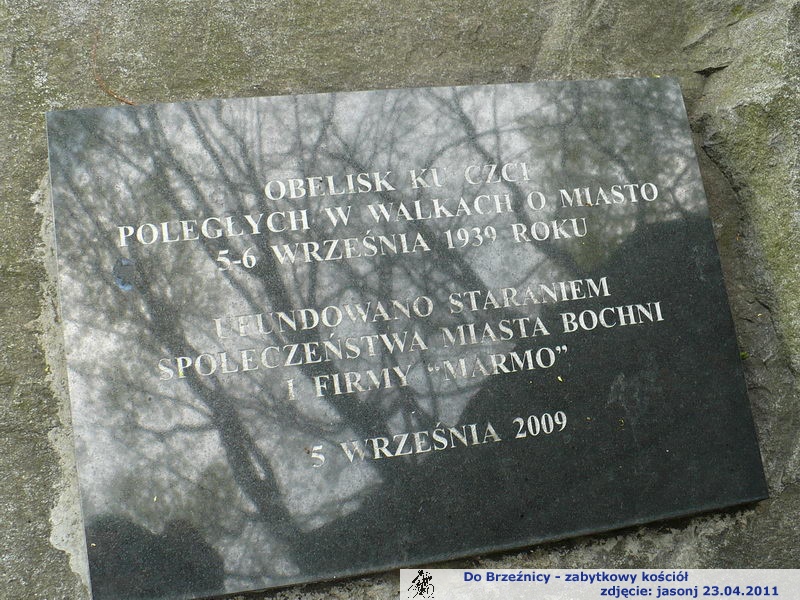 OBELISK KU CZCI
POLEGŁYCH W WALKACH O MIASTO
5-6 WRZEŚNIA 1939 ROKU
UFUNDOWANO STARANIEM
SPOŁECZEŃSTWA MIASTA BOCHNI
I FIRMY “MARMO”
5 WRZEŚNIA 2009
Do Brzeźnicy - zabytkowy kościół
zdjęcie: jasonj 23.04.2011